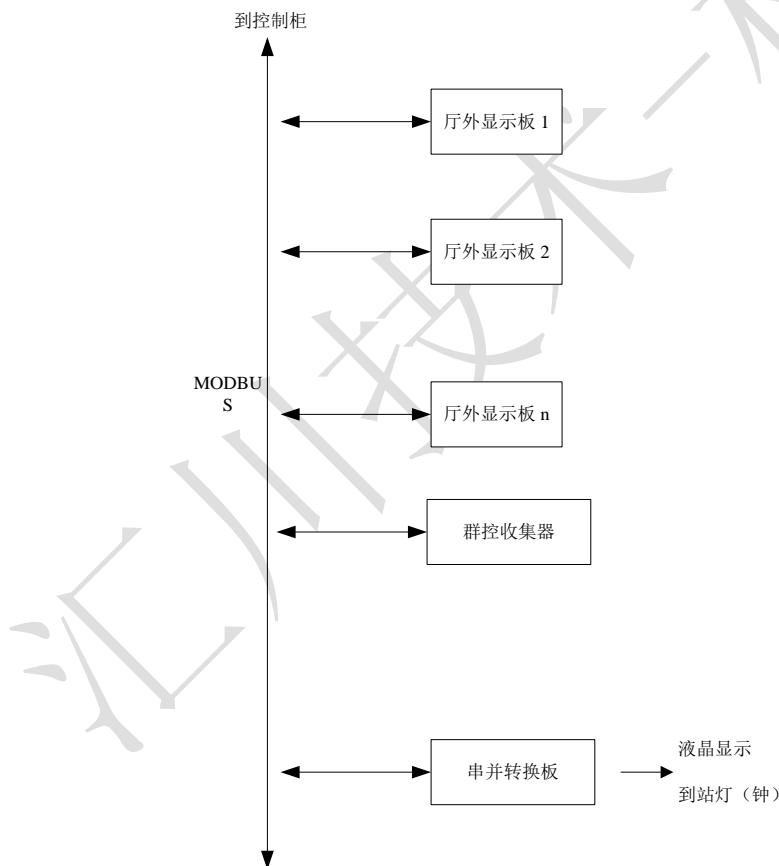 到控制柜
厅外显示板 1
厅外显示板 2
MODBU
S
厅外显示板 n
群控收集器
串并转换板
液晶显示
到站灯（钟）
汇川技术-